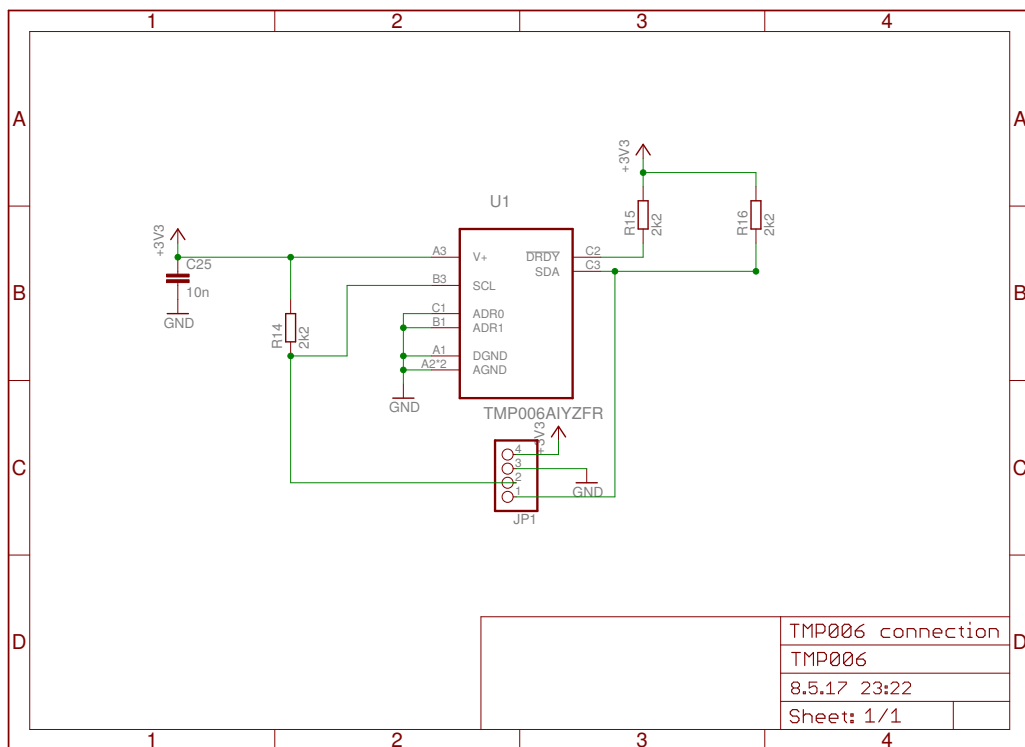 1 2 3 4
A A
+3V3
U1
R15 2k2
R16 2k2
+3V3
C25
10n
GND
A3 V+
B3 SCL
C1 ADR0
B1 ADR1
A1 DGND
A2*2 AGND
DRDY C2
SDA C3
B B
R14 2k2
GND
TMP006AIYZFR
+3V3
4
3
2
1
GND
JP1
C C
TMP006 connection
D D
TMP006
8.5.17 23:22
Sheet: 1/1
1 2 3 4